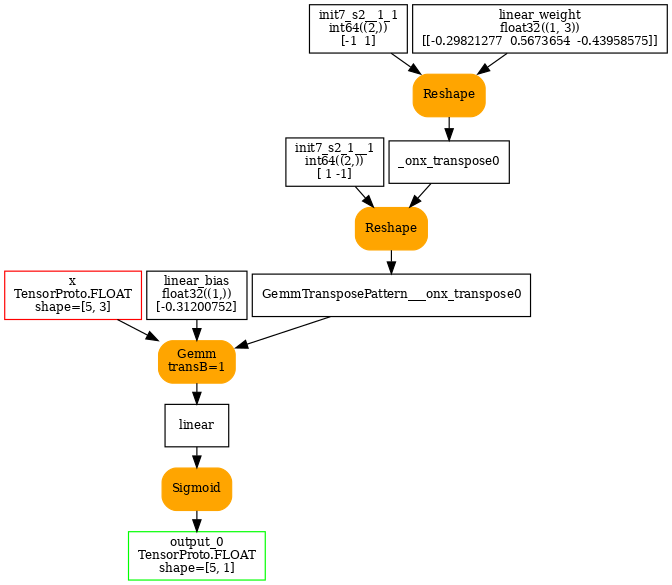 init7_s2__1_1
int64((2,))
[-1  1]
linear_weight
float32((1, 3))
[[-0.29821277  0.5673654  -0.43958575]]
Reshape
init7_s2_1__1
int64((2,))
[ 1 -1]
_onx_transpose0
Reshape
x
TensorProto.FLOAT
shape=[5, 3]
linear_bias
float32((1,))
[-0.31200752]
GemmTransposePattern___onx_transpose0
Gemm
transB=1
linear
Sigmoid
output_0
TensorProto.FLOAT
shape=[5, 1]